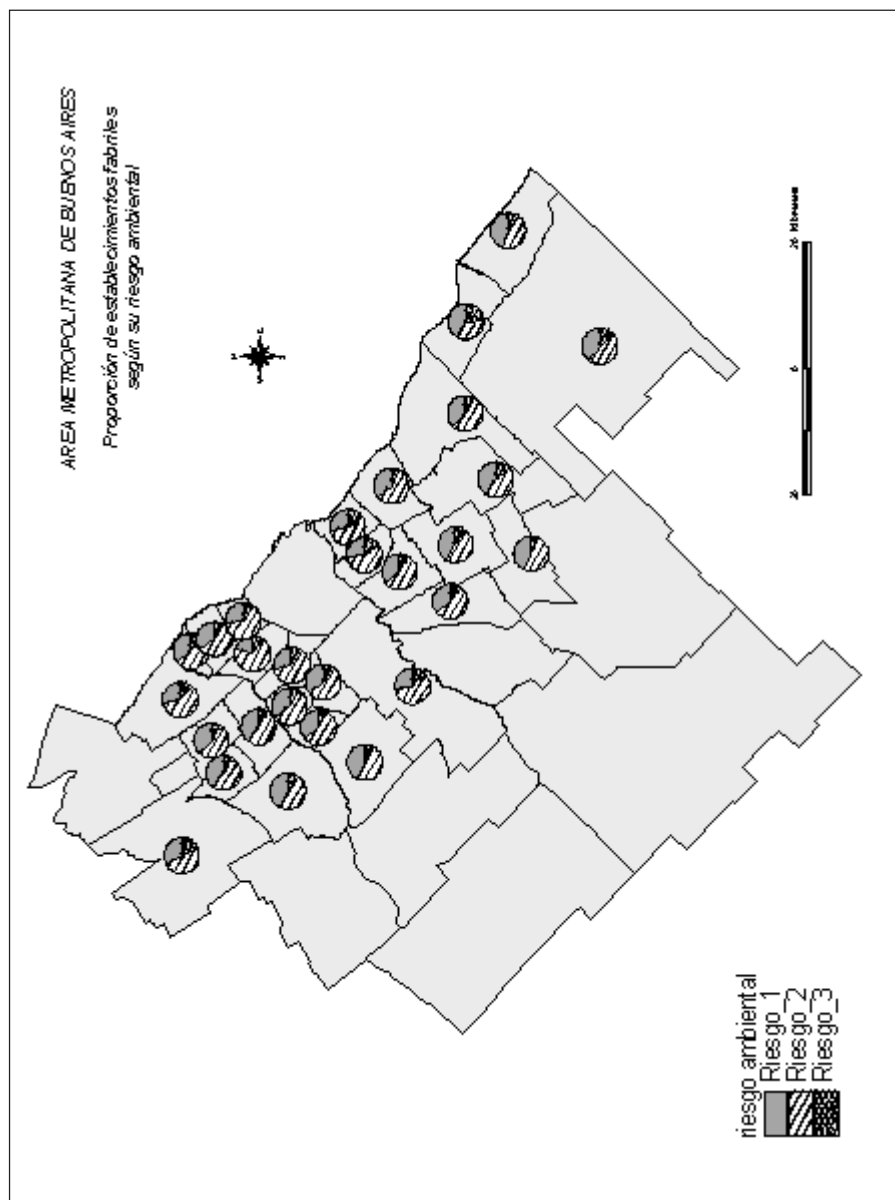 AREA METROPOLITANA DE BUENOS AIRES
Proporción de establecimientos fabriles
según su riesgo ambiental
riesgo ambiental
Riesgo_1
Riesgo_2
Riesgo_3